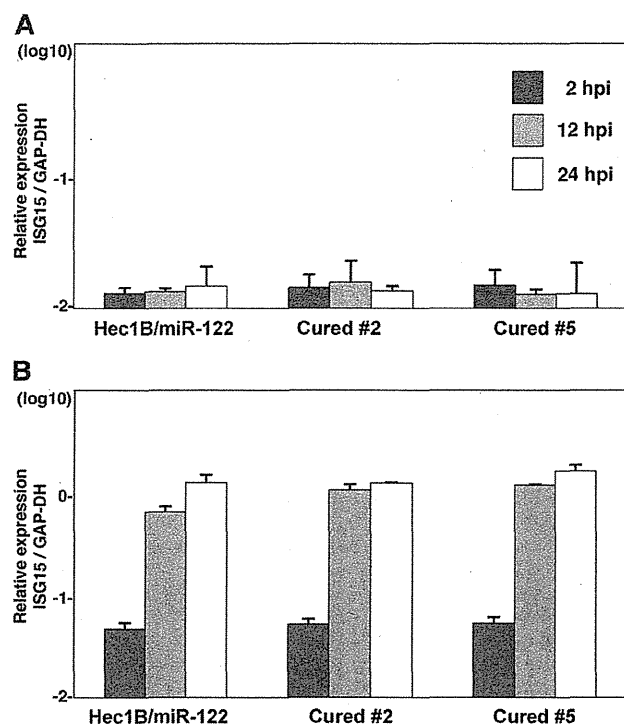 A
(log10)
Relative expression
ISG15 / GAP-DH
-1
-2
2 hpi
12 hpi
24 hpi
Hec1B/miR-122
Cured #2
Cured #5
B
(log10)
Relative expression
ISG15 / GAP-DH
0
-1
-2
Hec1B/miR-122
Cured #2
Cured #5